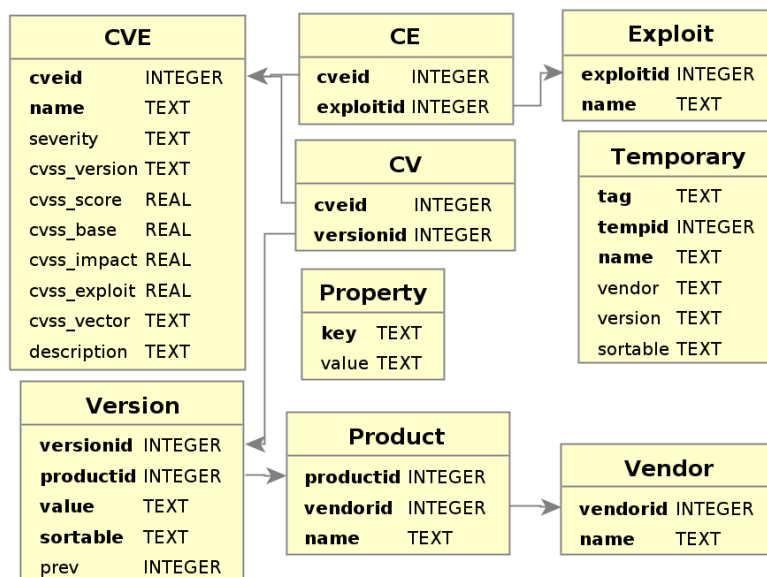 CVE
cveid INTEGER
name TEXT
severity TEXT
cvss_version TEXT
cvss_score REAL
cvss_base REAL
cvss_impact REAL
cvss_exploit REAL
cvss_vector TEXT
description TEXT
CE
cveid INTEGER
exploitid INTEGER
Exploit
exploitid INTEGER
name TEXT
CV
cveid INTEGER
versionid INTEGER
Temporary
tag TEXT
tempid INTEGER
name TEXT
vendor TEXT
version TEXT
sortable TEXT
Property
key TEXT
value TEXT
Version
versionid INTEGER
productid INTEGER
value TEXT
sortable TEXT
prev INTEGER
Product
productid INTEGER
vendorid INTEGER
name TEXT
Vendor
vendorid INTEGER
name TEXT